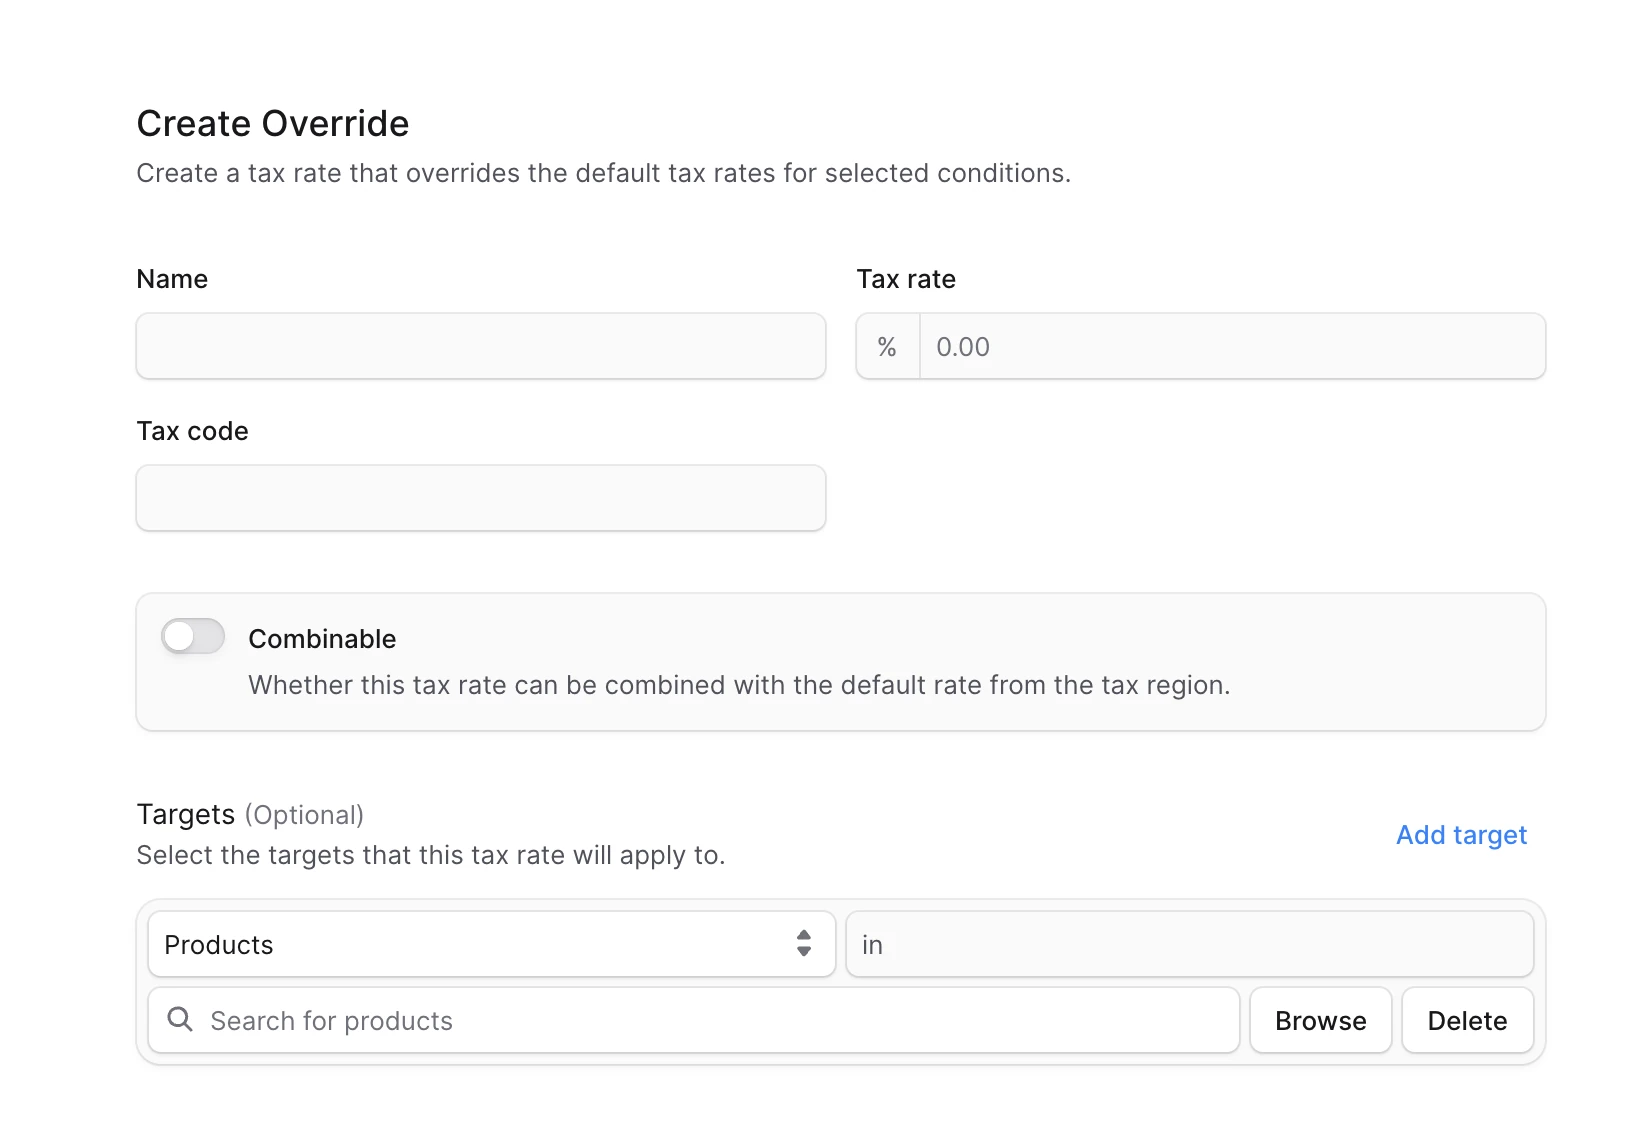 Create Override
Create a tax rate that overrides the default tax rates for selected conditions.
Name
Tax rate
% 0.00
Tax code
Combinable
Whether this tax rate can be combined with the default rate from the tax region.
Targets (Optional)
Select the targets that this tax rate will apply to.
Add target
Products
in
Search for products
Browse
Delete